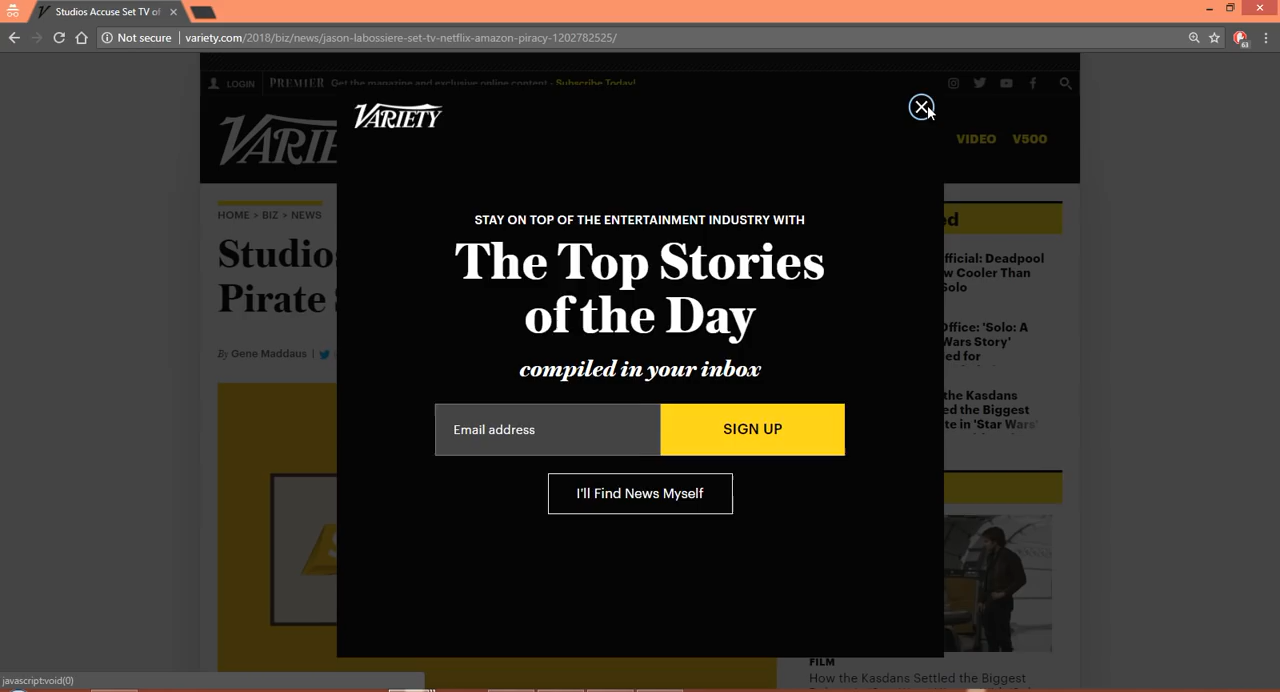 Studios Accuse Set TV of
Not secure | variety.com/2018/biz/news/jason-labossiere-set-tv-netflix-amazon-piracy-1202782525/
63
LOGIN
PREMIER Get the magazine and exclusive online content - Subscribe Today!
VARIETY
VARIE
VIDEO V500
HOME > BIZ > NEWS
Studio
Pirate
By Gene Maddaus |
STAY ON TOP OF THE ENTERTAINMENT INDUSTRY WITH
The Top Stories
of the Day
compiled in your inbox
Email address
SIGN UP
I'll Find News Myself
ed
fficial: Deadpool
w Cooler Than
Solo
Office: 'Solo: A
Wars Story'
ed for
the Kasdans
ed the Biggest
te in 'Star Wars'
FILM
How the Kasdans Settled the Biggest
javascript:void(0)